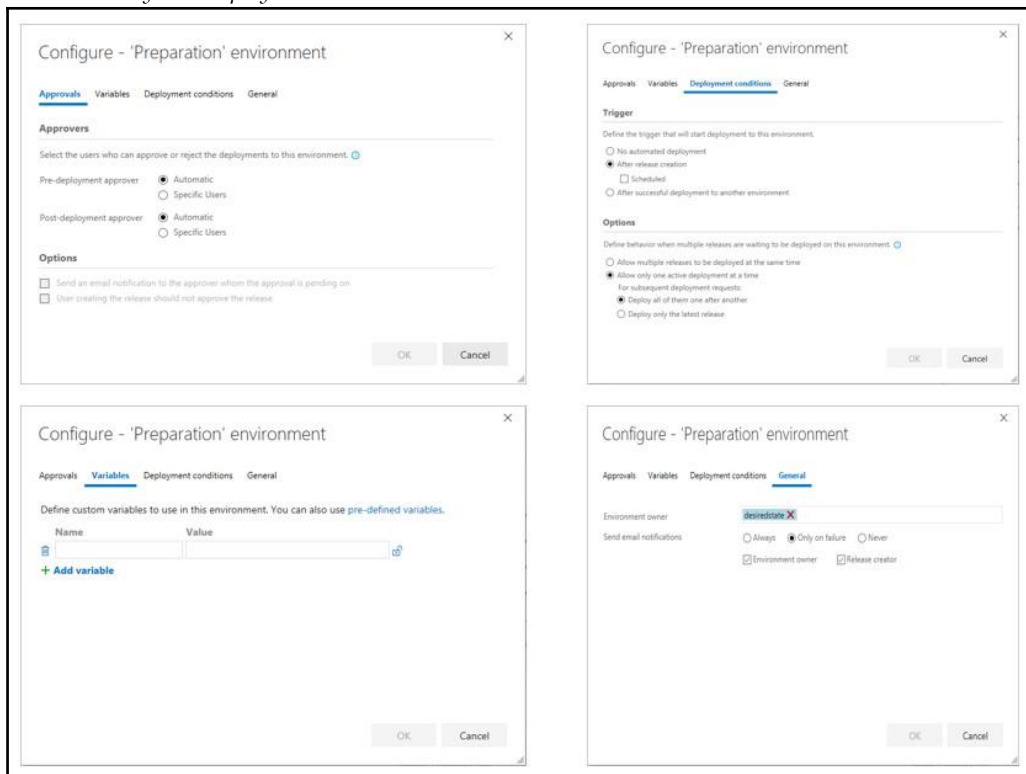 Configure - 'Preparation' environment
Approvals Variables Deployment conditions General
Approvers
Select the users who can approve or reject the deployments to this environment.
Pre-deployment approver Automatic
Specific Users
Post-deployment approver Automatic
Specific Users
Options
Send an email notification to the approver whom the approval is pending on
User creating the release should not approve the release
OK Cancel
Configure - 'Preparation' environment
Approvals Variables Deployment conditions General
Trigger
Define the trigger that will start deployment to this environment.
No automated deployment
After release creation
Scheduled
After successful deployment to another environment
Options
Define behavior when multiple releases are waiting to be deployed on this environment.
Allow multiple releases to be deployed at the same time
Allow only one active deployment at a time
For subsequent deployment requests:
Deploy all of them one after another
Deploy only the latest release
OK Cancel
Configure - 'Preparation' environment
Approvals Variables Deployment conditions General
Define custom variables to use in this environment. You can also use pre-defined variables.
Name Value
+ Add variable
OK Cancel
Configure - 'Preparation' environment
Approvals Variables Deployment conditions General
Environment owner desiredstate X
Send email notifications Always Only on failure Never
Environment owner Release creator
OK Cancel